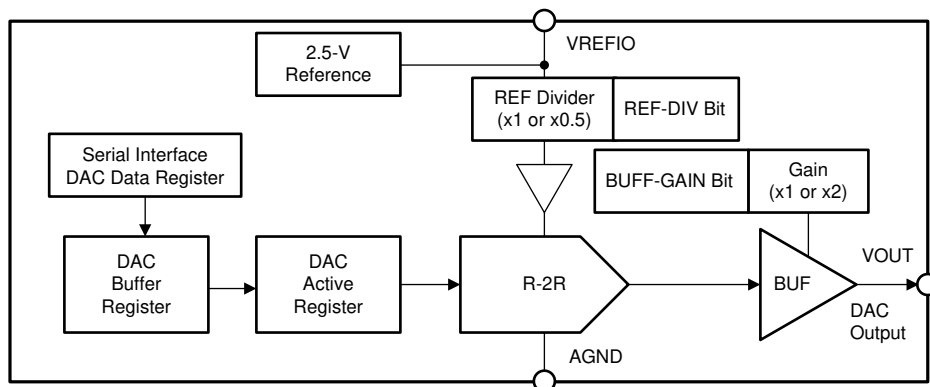 VREFIO
2.5-V
Reference
REF Divider
(x1 or x0.5)
REF-DIV Bit
Serial Interface
DAC Data Register
BUFF-GAIN Bit
Gain
(x1 or x2)
DAC
Buffer
Register
DAC
Active
Register
R-2R
BUF
VOUT
DAC
Output
AGND